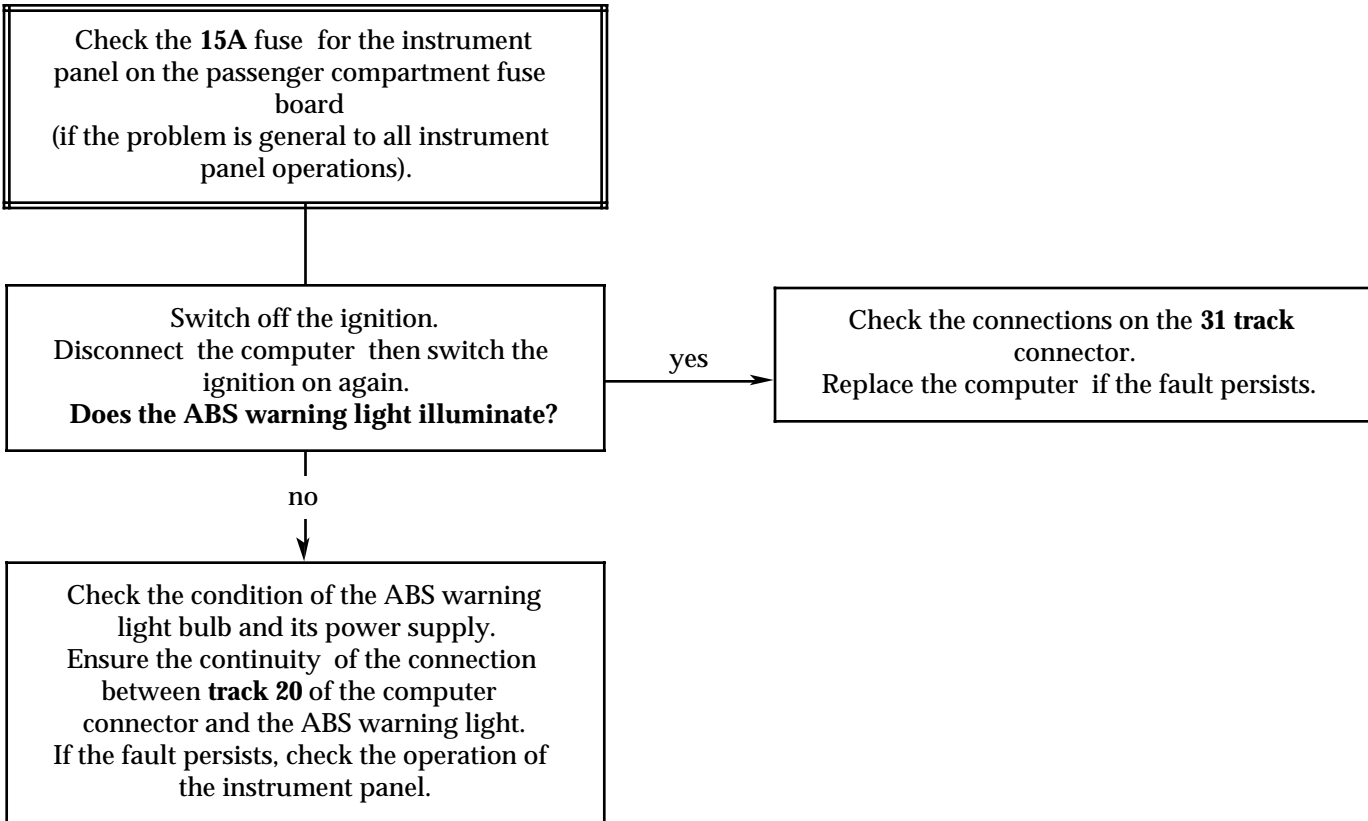 Check the 15A fuse for the instrument
panel on the passenger compartment fuse
board
(if the problem is general to all instrument
panel operations).
Switch off the ignition.
Disconnect the computer then switch the
ignition on again.
Does the ABS warning light illuminate?
yes
Check the connections on the 31 track
connector.
Replace the computer if the fault persists.
no
Check the condition of the ABS warning
light bulb and its power supply.
Ensure the continuity of the connection
between track 20 of the computer
connector and the ABS warning light.
If the fault persists, check the operation of
the instrument panel.